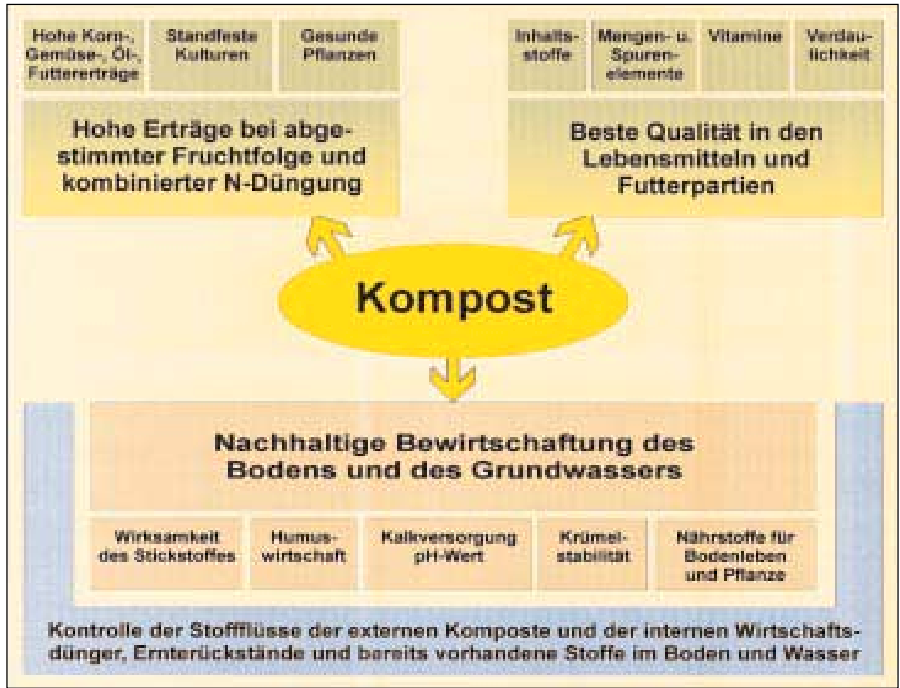 Hohe Korn-,
Gemüse-, Öl-,
Futtererträge
Standfeste
Kulturen
Gesunde
Pflanzen
Inhalts-
stoffe
Mengen- u.
Spuren-
elemente
Vitamine
Verdau-
lichkeit
Hohe Erträge bei abge-
stimmter Fruchtfolge und
kombinierter N-Düngung
Beste Qualität in den
Lebensmitteln und
Futterpartien
Kompost
Nachhaltige Bewirtschaftung des
Bodens und des Grundwassers
Wirksamkeit
des Stickstoffes
Humus-
wirtschaft
Kalkversorgung
pH-Wert
Krümel-
stabilität
Nährstoffe für
Bodenleben
und Pflanze
Kontrolle der Stoffflüsse der externen Komposte und der internen Wirtschafts-
dünger, Ernterückstände und bereits vorhandene Stoffe im Boden und Wasser